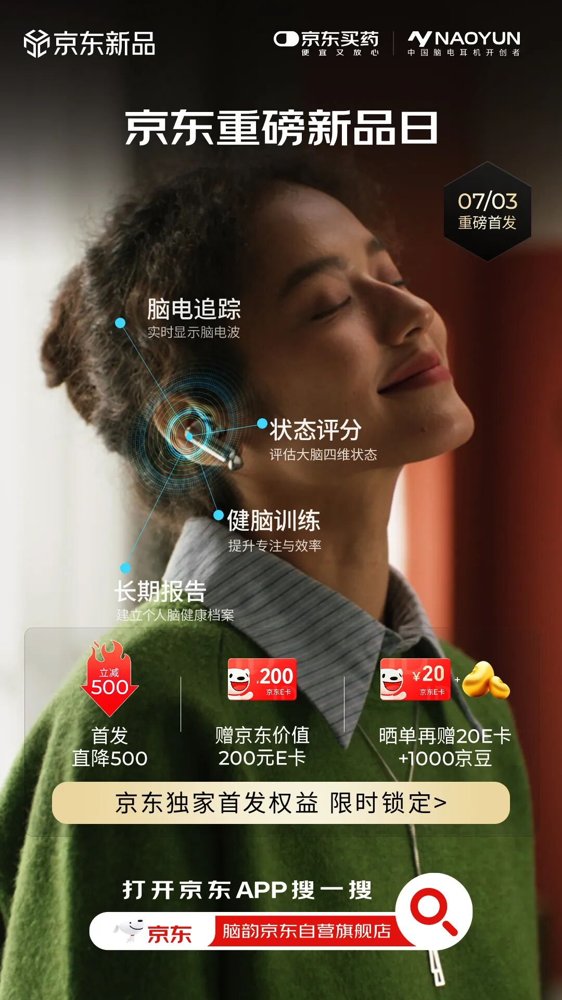 京东新品
京东买药
便宜又放心
NAOYUN
中国脑电耳机开创者
京东重磅新品日
07/03
重磅首发
脑电追踪
实时显示脑电波
状态评分
评估大脑四维状态
健脑训练
提升专注与效率
长期报告
建立个人脑健康档案
立减
500
¥200
京东E卡
¥20
京东E卡
+
首发
直降500
赠京东价值
200元E卡
晒单再赠20E卡
+1000京豆
京东独家首发权益 限时锁定>
打开京东APP搜一搜
京东
脑韵京东自营旗舰店